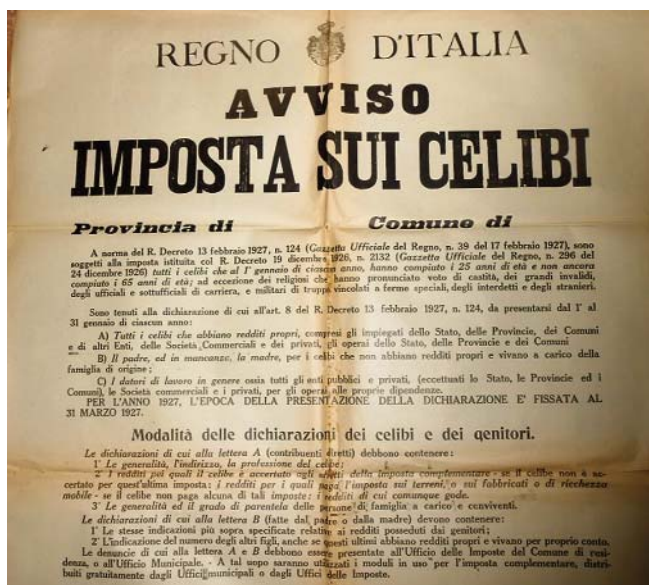 REGNO D'ITALIA
AVVISO
IMPOSTA SUI CELIBI
Provincia di Comune di
A norma del R. Decreto 13 febbraio 1927, n. 124 (Gazzetta Ufficiale del Regno, n. 39 del 17 febbraio 1927), sono
soggetti alla imposta istituita col R. Decreto 19 dicembre 1926, n. 2132 (Gazzetta Ufficiale del Regno, n. 296 del
24 dicembre 1926) tutti i celibi che al 1° gennaio di ciascun anno, hanno compiuto i 25 anni di età e non ancora
compiuto i 65 anni di età; ad eccezione dei religiosi che hanno pronunciato voto di castità, dei grandi invalidi,
degli ufficiali e sottufficiali di carriera, e militari di truppa vincolati a ferme speciali, degli interdetti e degli stranieri.
Sono tenuti alla dichiarazione di cui all'art. 8 del R. Decreto 13 febbraio 1927, n. 124, da presentarsi dal 1° al
31 gennaio di ciascun anno:
A) Tutti i celibi che abbiano redditi propri, compresi gli impiegati dello Stato, delle Provincie, dei Comuni
e di altri Enti, delle Società Commerciali e dei privati, gli operai dello Stato, delle Provincie e dei Comuni
B) Il padre, ed in mancanza, la madre, per i celibi che non abbiano redditi propri e vivano a carico della
famiglia di origine;
C) I datori di lavoro in genere ossia tutti gli enti pubblici e privati, (eccettuati lo Stato, le Provincie ed i
Comuni), le Società commerciali e i privati, per gli operai alle proprie dipendenze.
PER L'ANNO 1927, L'EPOCA DELLA PRESENTAZIONE DELLA DICHIARAZIONE E' FISSATA AL
31 MARZO 1927.
Modalità delle dichiarazioni dei celibi e dei genitori.
Le dichiarazioni di cui alla lettera A (contribuenti diretti) debbono contenere:
1° Le generalità, l'indirizzo, la professione del celibe;
2° I redditi pei quali il celibe è accertato agli effetti della Imposta complementare - se il celibe non è ac-
certato per quest'ultima imposta: i redditi per i quali paga l'imposta sui terreni, o sui fabbricati o di ricchezza
mobile - se il celibe non paga alcuna di tali imposte: i redditi di cui comunque gode.
3° Le generalità ed il grado di parentela delle persone di famiglia a carico e conviventi.
Le dichiarazioni di cui alla lettera B (fatte dal padre o dalla madre) devono contenere:
1° Le stesse indicazioni più sopra specificate relative ai redditi posseduti dai genitori;
2° L'indicazione del numero degli altri figli, anche se questi ultimi abbiano redditi propri e vivano per proprio conto.
Le denuncie di cui alla lettera A e B debbono essere presentate all'Ufficio delle Imposte del Comune di resi-
denza, o all'Ufficio Municipale. - A tal uopo saranno utilizzati i moduli in uso per l'imposta complementare, distri-
buiti gratuitamente dagli Uffici municipali o dagli Uffici delle Imposte.